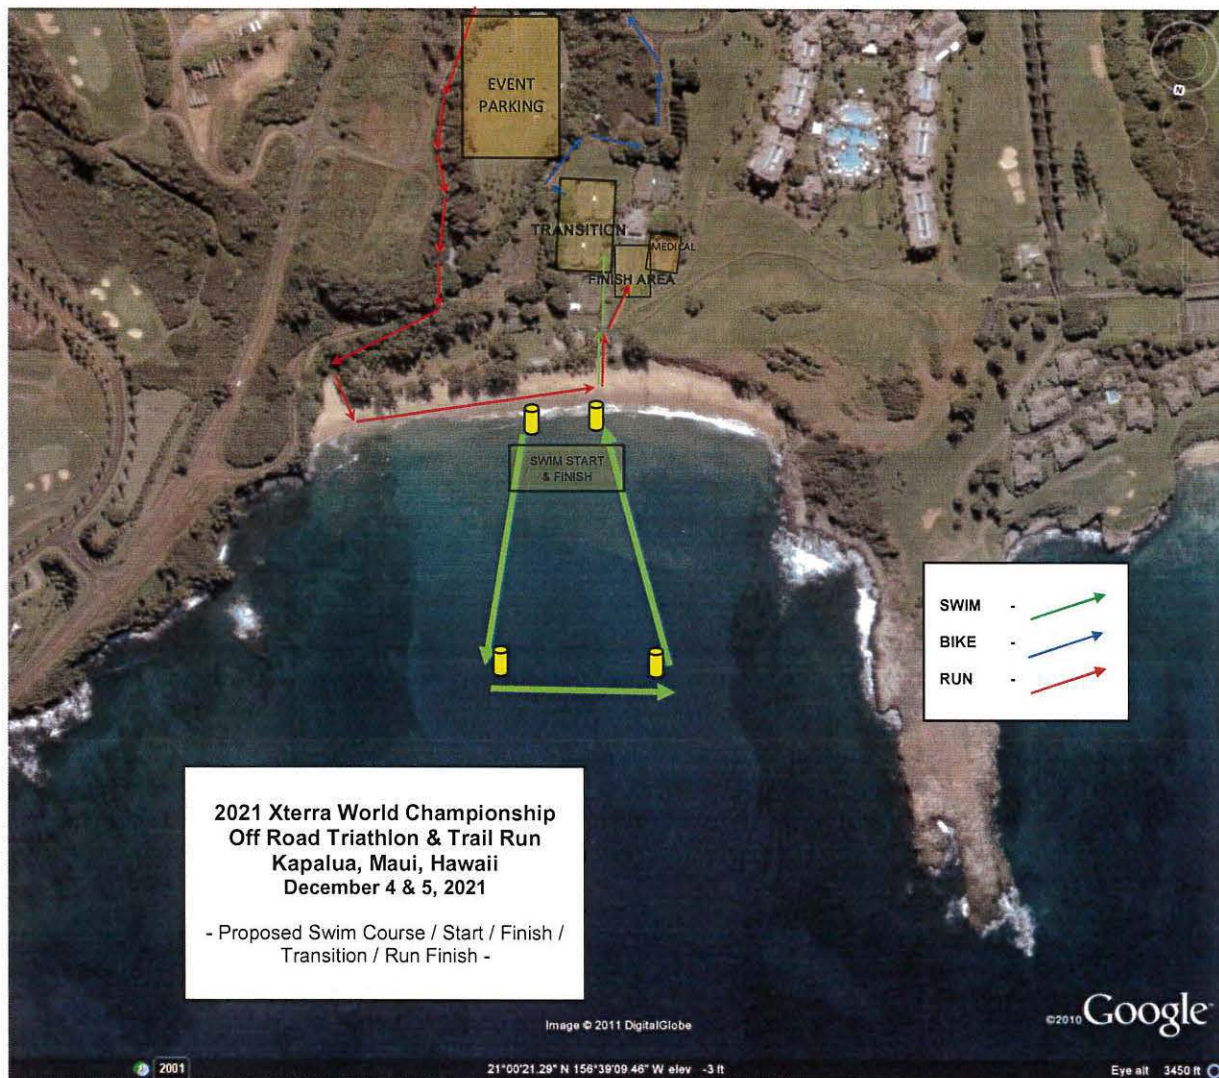 EVENT
PARKING
TRANSITION
MEDICAL
FINISH AREA
SWIM START
& FINISH
N
SWIM -
BIKE -
RUN -
2021 Xterra World Championship
Off Road Triathlon & Trail Run
Kapalua, Maui, Hawaii
December 4 & 5, 2021
- Proposed Swim Course / Start / Finish /
Transition / Run Finish -
Image © 2011 DigitalGlobe
©2010 Google
2001
21°00'21.29" N 156°39'09.46" W elev -3 ft
Eye alt 3450 ft